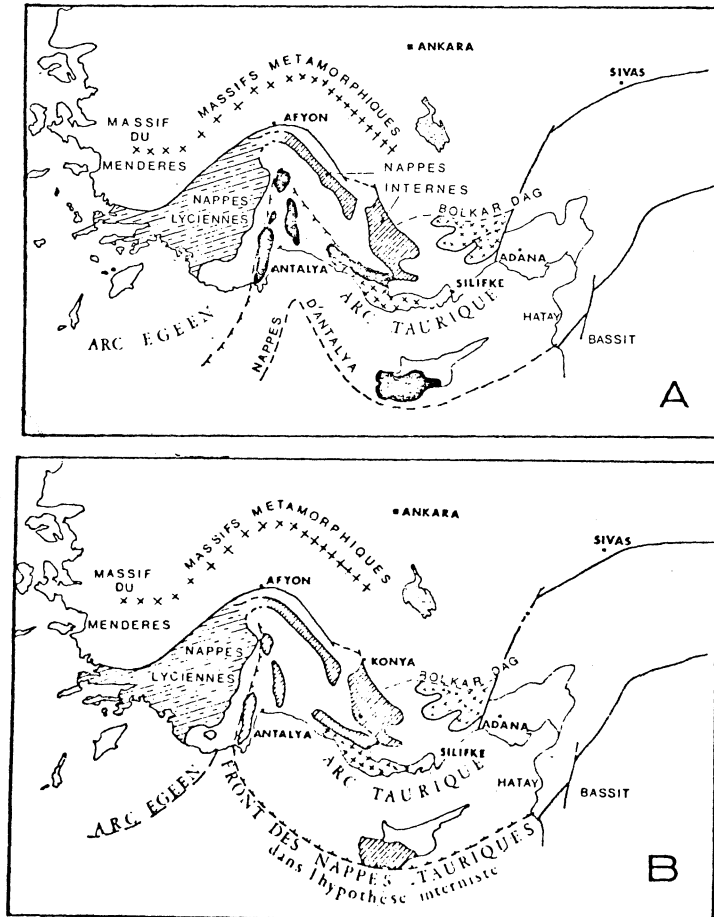 ANKARA
SIVAS
MASSIFS METAMORPHIQUES
MASSIF
DU
MENDERES
AFYON
NAPPES
INTERNES
NAPPES
LYCIENNES
BOLKAR DAG
ADANA
ANTALYA
SILIFKE
ARC TAURIQUE
ARC EGEEN
HATAY
BASSIT
NAPPES
D'ANTALYA
A
ANKARA
SIVAS
MASSIFS METAMORPHIQUES
MASSIF
DU
MENDERES
AFYON
NAPPES
LYCIENNES
KONYA
BOLKAR DAG
ADANA
ANTALYA
SILIFKE
ARC TAURIQUE
HATAY
BASSIT
ARC EGEEN
FRONT DES NAPPES TAURIQUES
dans l'hypothèse interniste
B